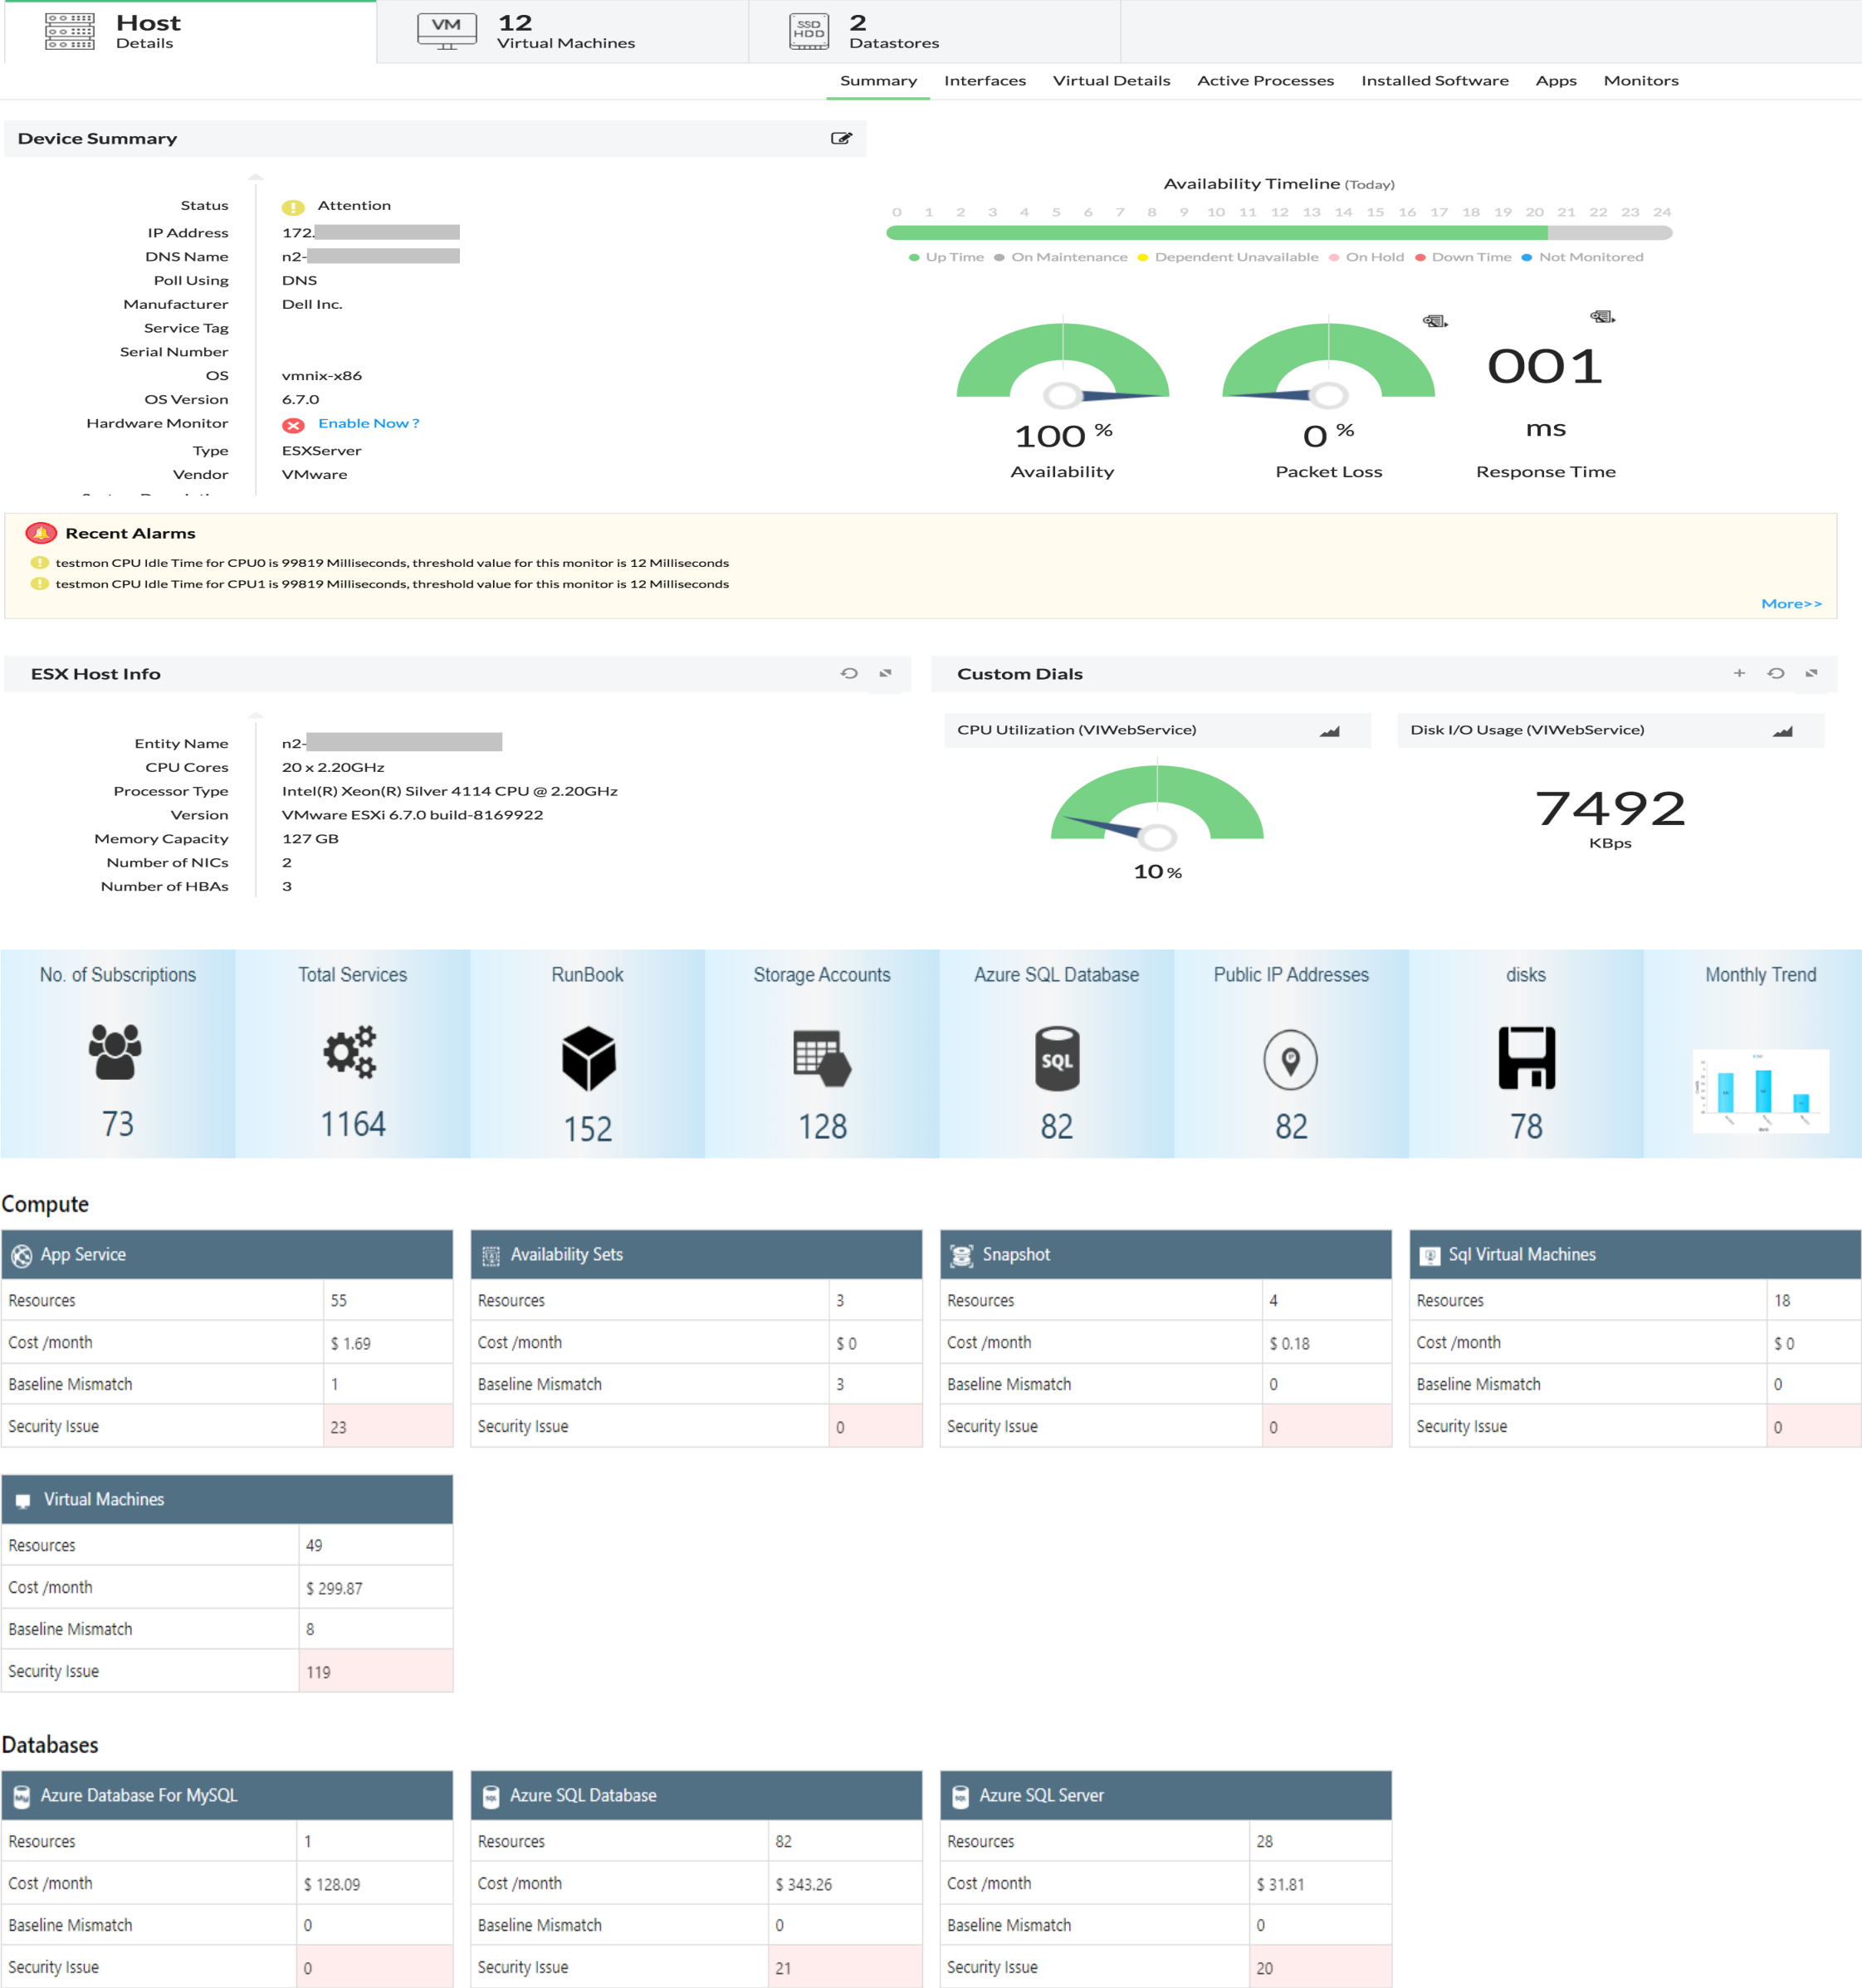 Host
Details
VM
12
Virtual Machines
SSD
HDD
2
Datastores
Summary Interfaces Virtual Details Active Processes Installed Software Apps Monitors
Device Summary
Status Attention
IP Address 172.
DNS Name n2-
Poll Using DNS
Manufacturer Dell Inc.
Service Tag
Serial Number
OS vmnix-x86
OS Version 6.7.0
Hardware Monitor Enable Now ?
Type ESXServer
Vendor VMware
Availability Timeline (Today)
0 1 2 3 4 5 6 7 8 9 10 11 12 13 14 15 16 17 18 19 20 21 22 23 24
Up Time On Maintenance Dependent Unavailable On Hold Down Time Not Monitored
100 % 0 % 001 ms
Availability Packet Loss Response Time
Recent Alarms
testmon CPU Idle Time for CPU0 is 99819 Milliseconds, threshold value for this monitor is 12 Milliseconds
testmon CPU Idle Time for CPU1 is 99819 Milliseconds, threshold value for this monitor is 12 Milliseconds
More>>
ESX Host Info
Entity Name n2-
CPU Cores 20 x 2.20GHz
Processor Type Intel(R) Xeon(R) Silver 4114 CPU @ 2.20GHz
Version VMware ESXi 6.7.0 build-8169922
Memory Capacity 127 GB
Number of NICs 2
Number of HBAs 3
Custom Dials
CPU Utilization (VIWebService)
10 %
Disk I/O Usage (VIWebService)
7492
KBps
No. of Subscriptions Total Services RunBook Storage Accounts Azure SQL Database Public IP Addresses disks Monthly Trend
SQL
73 1164 152 128 82 82 78
Compute
App Service
Resources 55
Cost /month $ 1.69
Baseline Mismatch 1
Security Issue 23
Availability Sets
Resources 3
Cost /month $ 0
Baseline Mismatch 3
Security Issue 0
Snapshot
Resources 4
Cost /month $ 0.18
Baseline Mismatch 0
Security Issue 0
Sql Virtual Machines
Resources 18
Cost /month $ 0
Baseline Mismatch 0
Security Issue 0
Virtual Machines
Resources 49
Cost /month $ 299.87
Baseline Mismatch 8
Security Issue 119
Databases
Azure Database For MySQL
Resources 1
Cost /month $ 128.09
Baseline Mismatch 0
Security Issue 0
Azure SQL Database
Resources 82
Cost /month $ 343.26
Baseline Mismatch 0
Security Issue 21
Azure SQL Server
Resources 28
Cost /month $ 31.81
Baseline Mismatch 0
Security Issue 20